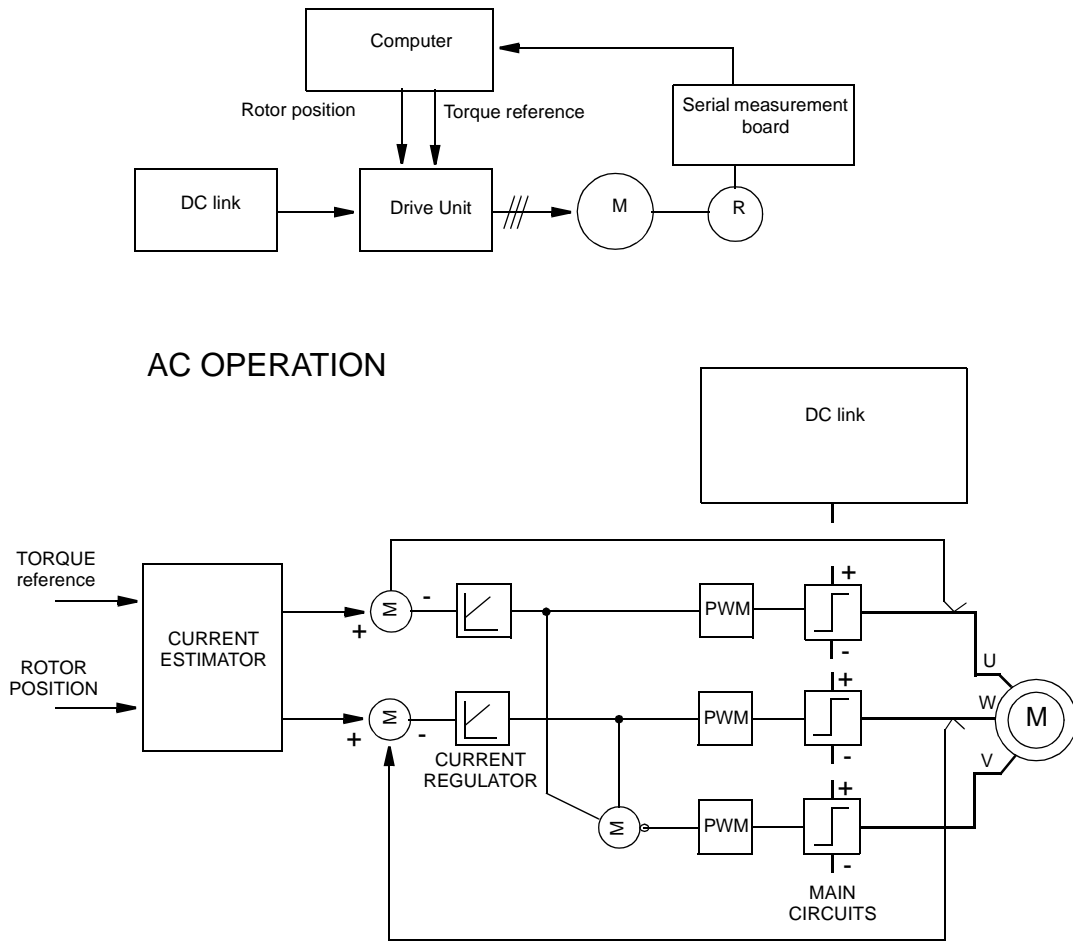 Computer
Rotor position
Torque reference
Serial measurement
board
DC link
Drive Unit
M
R
AC OPERATION
DC link
TORQUE
reference
ROTOR
POSITION
CURRENT
ESTIMATOR
M
-
+
PWM
+
-
U
M
-
+
CURRENT
REGULATOR
PWM
+
-
W
M
V
M
PWM
+
-
MAIN
CIRCUITS